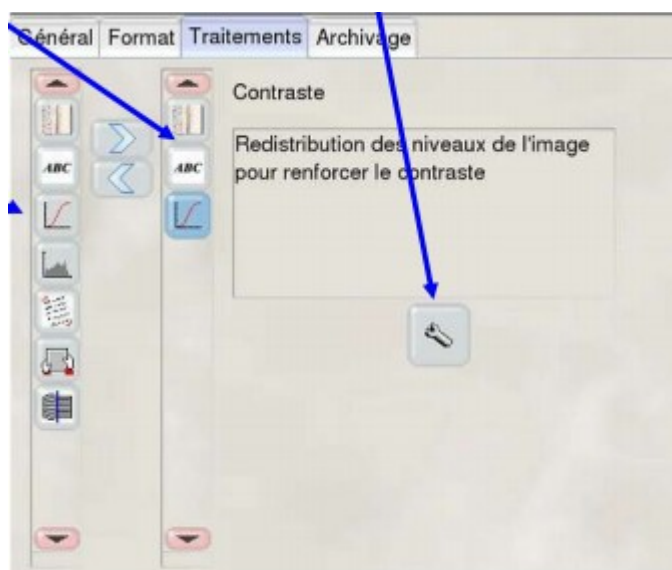 Général Format Traitements Archivage
Contraste
Redistribution des niveaux de l'image
pour renforcer le contraste
ABC ABC